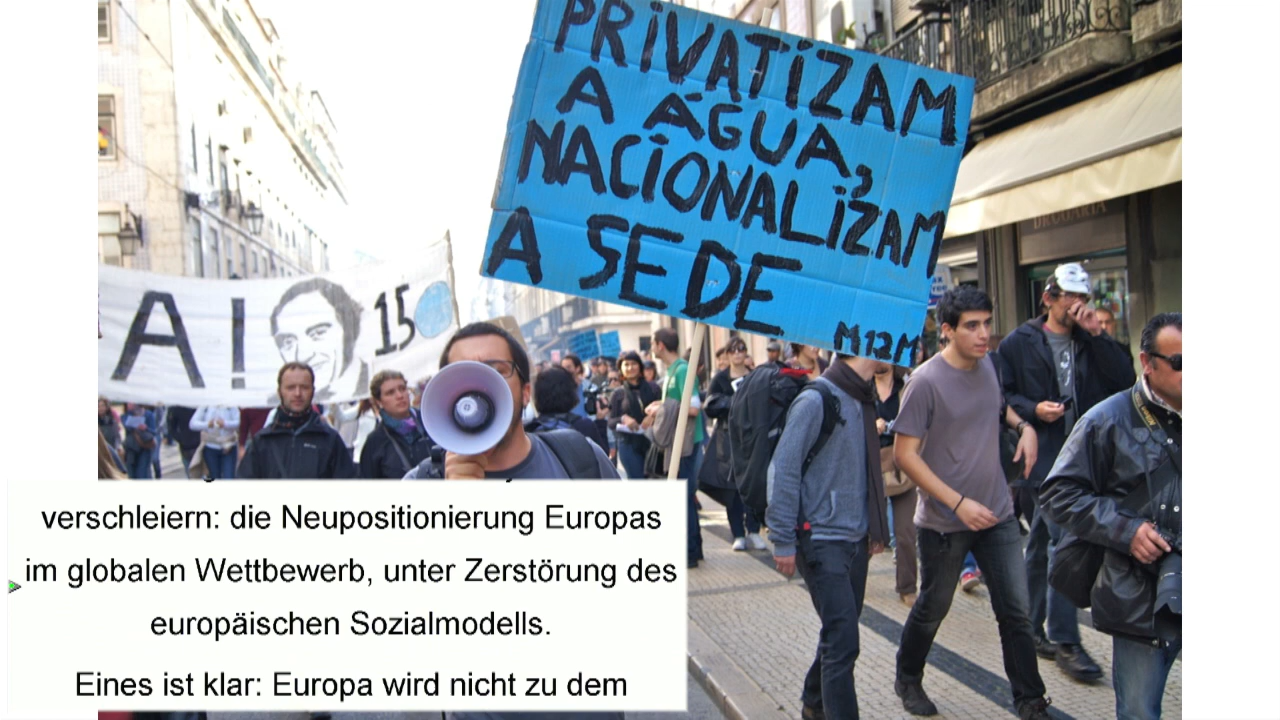 PRIVATIZAM
A ÁGUA,
NACIONALIZAM
A SEDE
M12M
A!
15
verschleiern: die Neupositionierung Europas
im globalen Wettbewerb, unter Zerstörung des
europäischen Sozialmodells.
Eines ist klar: Europa wird nicht zu dem